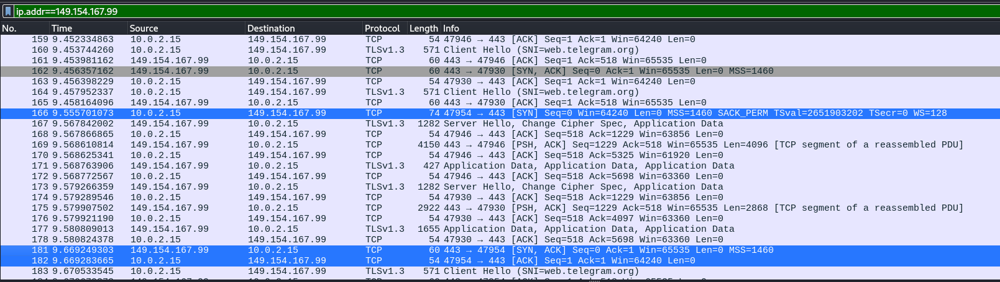 ip.addr==149.154.167.99
No. Time Source Destination Protocol Length Info
159 9.452334863 10.0.2.15 149.154.167.99 TCP 54 47946 → 443 [ACK] Seq=1 Ack=1 Win=64240 Len=0
160 9.453744260 10.0.2.15 149.154.167.99 TLSv1.3 571 Client Hello (SNI=web.telegram.org)
161 9.453981162 149.154.167.99 10.0.2.15 TCP 60 443 → 47946 [ACK] Seq=1 Ack=518 Win=65535 Len=0
162 9.456357162 149.154.167.99 10.0.2.15 TCP 60 443 → 47930 [SYN, ACK] Seq=0 Ack=1 Win=65535 Len=0 MSS=1460
163 9.456398229 10.0.2.15 149.154.167.99 TCP 54 47930 → 443 [ACK] Seq=1 Ack=1 Win=64240 Len=0
164 9.457952337 10.0.2.15 149.154.167.99 TLSv1.3 571 Client Hello (SNI=web.telegram.org)
165 9.458164096 149.154.167.99 10.0.2.15 TCP 60 443 → 47930 [ACK] Seq=1 Ack=518 Win=65535 Len=0
166 9.555701073 10.0.2.15 149.154.167.99 TCP 74 47954 → 443 [SYN] Seq=0 Win=64240 Len=0 MSS=1460 SACK_PERM TSval=2651903202 TSecr=0 WS=128
167 9.567842002 149.154.167.99 10.0.2.15 TLSv1.3 1282 Server Hello, Change Cipher Spec, Application Data
168 9.567866865 10.0.2.15 149.154.167.99 TCP 54 47946 → 443 [ACK] Seq=518 Ack=1229 Win=63856 Len=0
169 9.568610814 149.154.167.99 10.0.2.15 TCP 4150 443 → 47946 [PSH, ACK] Seq=1229 Ack=518 Win=65535 Len=4096 [TCP segment of a reassembled PDU]
170 9.568625341 10.0.2.15 149.154.167.99 TCP 54 47946 → 443 [ACK] Seq=518 Ack=5325 Win=61920 Len=0
171 9.568763906 149.154.167.99 10.0.2.15 TLSv1.3 427 Application Data, Application Data, Application Data
172 9.568772567 10.0.2.15 149.154.167.99 TCP 54 47946 → 443 [ACK] Seq=518 Ack=5698 Win=63360 Len=0
173 9.579266359 149.154.167.99 10.0.2.15 TLSv1.3 1282 Server Hello, Change Cipher Spec, Application Data
174 9.579289546 10.0.2.15 149.154.167.99 TCP 54 47930 → 443 [ACK] Seq=518 Ack=1229 Win=63856 Len=0
175 9.579907502 149.154.167.99 10.0.2.15 TCP 2922 443 → 47930 [PSH, ACK] Seq=1229 Ack=518 Win=65535 Len=2868 [TCP segment of a reassembled PDU]
176 9.579921190 10.0.2.15 149.154.167.99 TCP 54 47930 → 443 [ACK] Seq=518 Ack=4097 Win=63360 Len=0
177 9.580809013 149.154.167.99 10.0.2.15 TLSv1.3 1655 Application Data, Application Data, Application Data
178 9.580824378 10.0.2.15 149.154.167.99 TCP 54 47930 → 443 [ACK] Seq=518 Ack=5698 Win=63360 Len=0
181 9.669249303 149.154.167.99 10.0.2.15 TCP 60 443 → 47954 [SYN, ACK] Seq=0 Ack=1 Win=65535 Len=0 MSS=1460
182 9.669283665 10.0.2.15 149.154.167.99 TCP 54 47954 → 443 [ACK] Seq=1 Ack=1 Win=64240 Len=0
183 9.670533545 10.0.2.15 149.154.167.99 TLSv1.3 571 Client Hello (SNI=web.telegram.org)